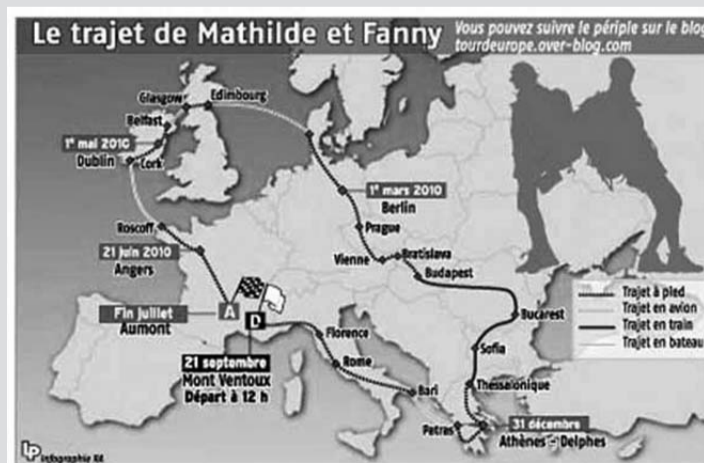 Le trajet de Mathilde et Fanny
Vous pouvez suivre le périple sur le blog
tourdeurope.over-blog.com
Glasgow
Edimbourg
Belfast
1er mai 2010
Dublin
Cork
1er mars 2010
Berlin
Roscoff
Prague
21 juin 2010
Angers
Vienne
Bratislava
Budapest
Fin juillet
Aumont
A
D
Florence
Bucarest
21 septembre
Mont Ventoux
Départ à 12 h
Rome
Sofia
Bari
Thessalonique
Patras
31 décembre
Athènes - Delphes
Trajet à pied
Trajet en avion
Trajet en train
Trajet en bateau
LP
infographie